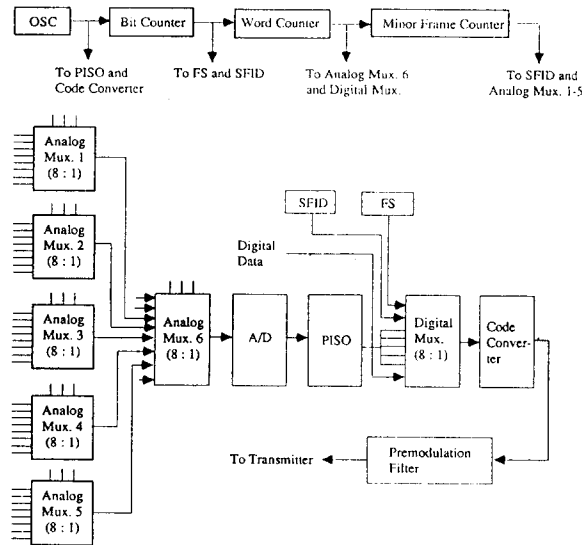 OSC
Bit Counter
Word Counter
Minor Frame Counter
To PISO and
Code Converter
To FS and SFID
To Analog Mux. 6
and Digital Mux.
To SFID and
Analog Mux. 1-5
Analog
Mux. 1
(8 : 1)
Analog
Mux. 2
(8 : 1)
Analog
Mux. 3
(8 : 1)
Analog
Mux. 4
(8 : 1)
Analog
Mux. 5
(8 : 1)
Analog
Mux. 6
(8 : 1)
A/D
PISO
SFID
FS
Digital
Data
Digital
Mux.
(8 : 1)
Code
Conver-
ter
Premodulation
Filter
To Transmitter